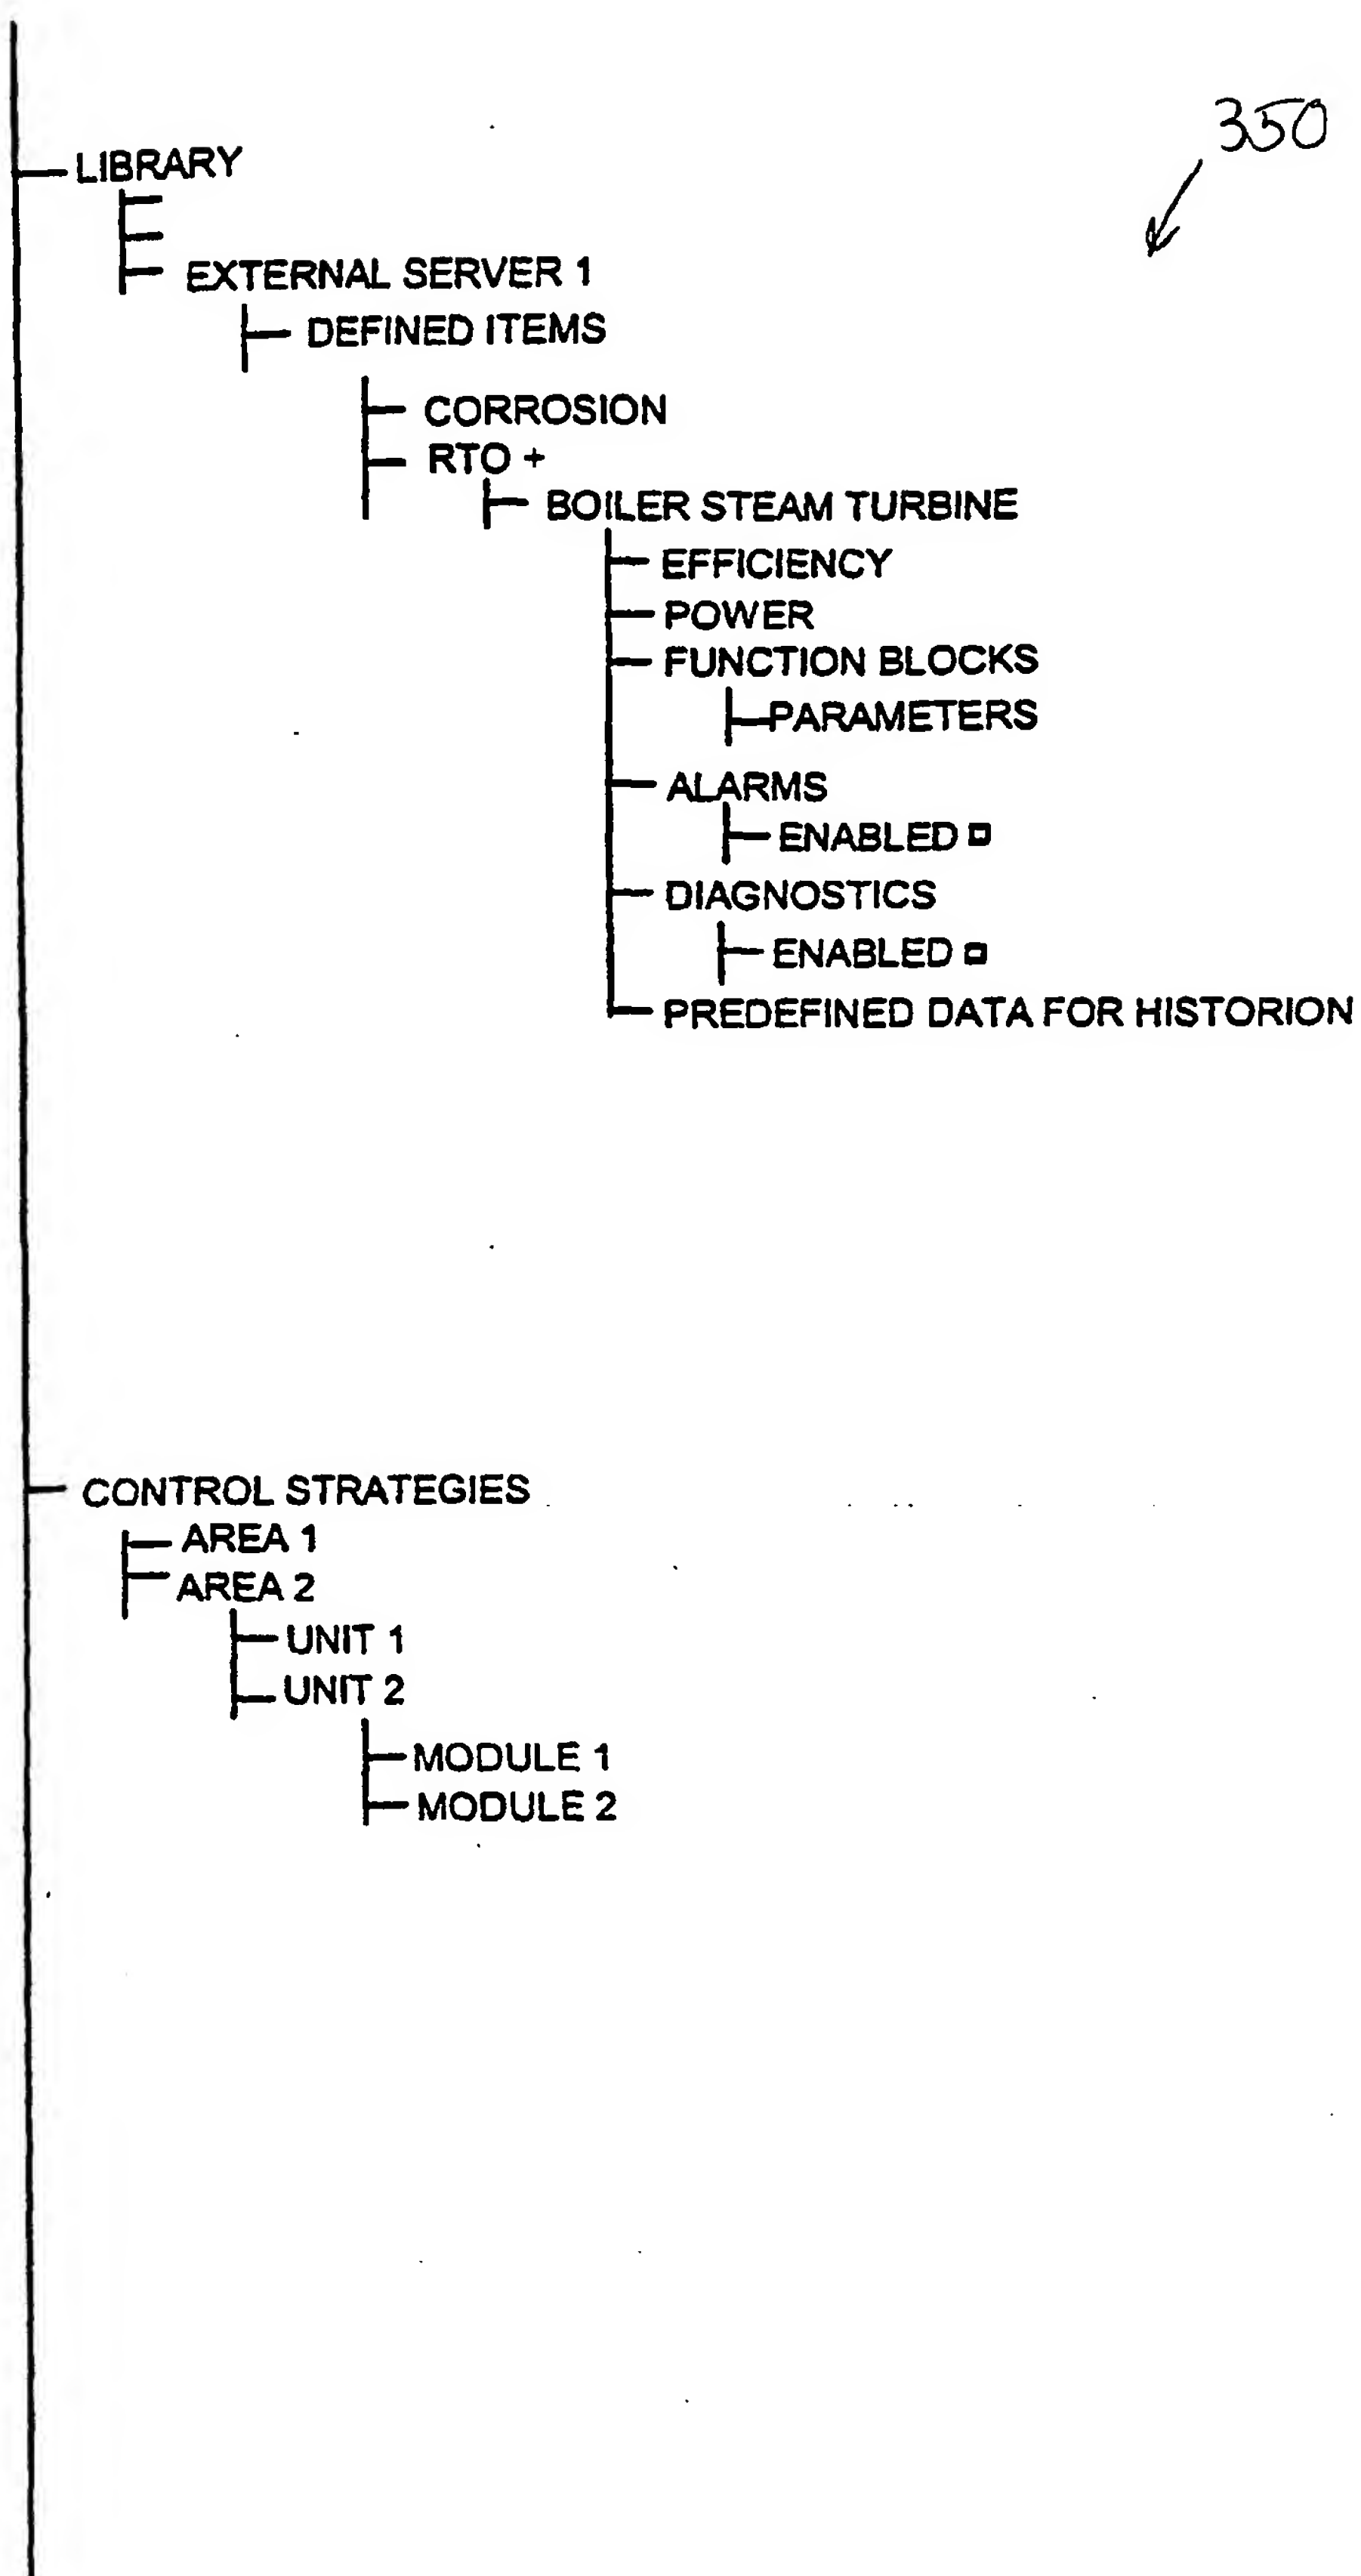 350
LIBRARY
EXTERNAL SERVER 1
DEFINED ITEMS
CORROSION
RTO +
BOILER STEAM TURBINE
EFFICIENCY
POWER
FUNCTION BLOCKS
PARAMETERS
ALARMS
ENABLED
DIAGNOSTICS
ENABLED
PREDEFINED DATA FOR HISTORION
CONTROL STRATEGIES
AREA 1
AREA 2
UNIT 1
UNIT 2
MODULE 1
MODULE 2